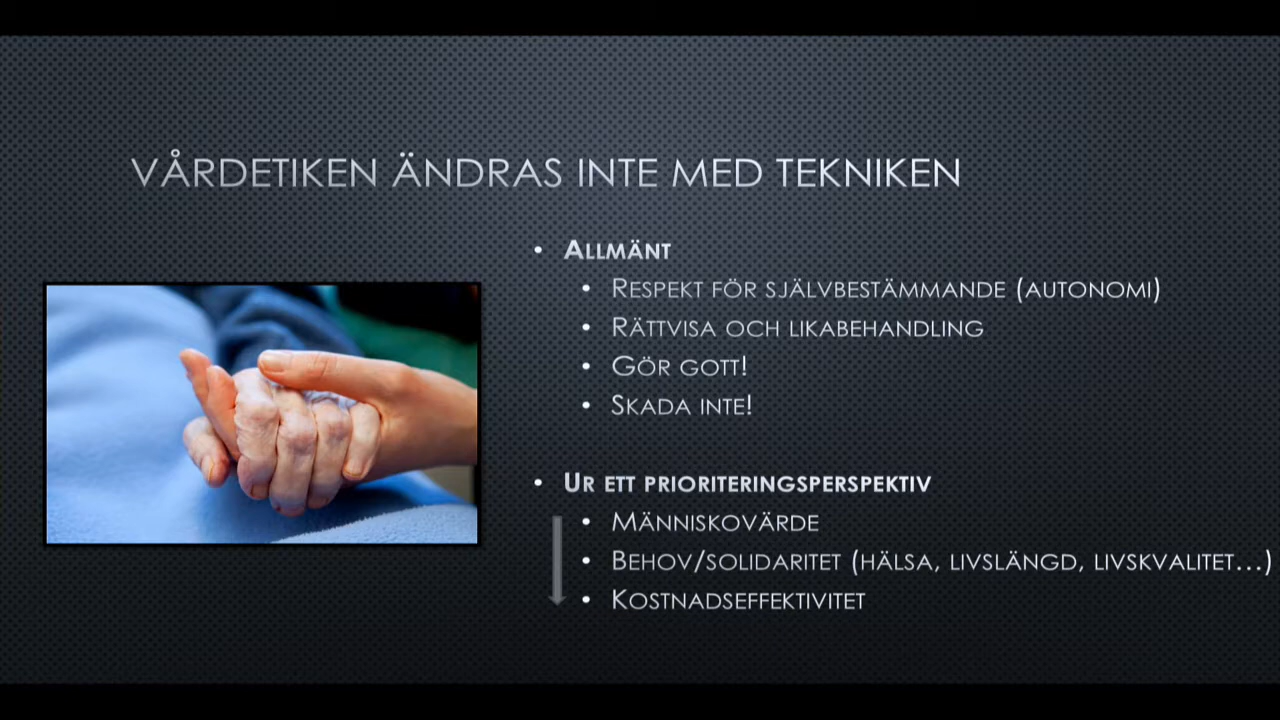 VÅRDETIKEN ÄNDRAS INTE MED TEKNIKEN
• ALLMÄNT
• RESPEKT FÖR SJÄLVBESTÄMMANDE (AUTONOMI)
• RÄTTVISA OCH LIKABEHANDLING
• GÖR GOTT!
• SKADA INTE!
• UR ETT PRIORITERINGSPERSPEKTIV
• MÄNNISKOVÄRDE
• BEHOV/SOLIDARITET (HÄLSA, LIVSLÄNGD, LIVSKVALITET...)
• KOSTNADSEFFEKTIVITET